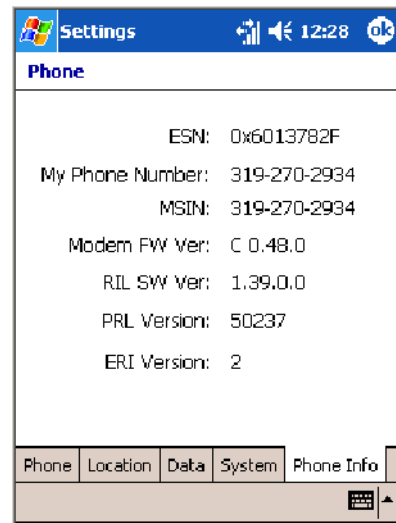 Settings 12:28 ok
Phone
ESN: 0x6013782F
My Phone Number: 319-270-2934
MSIN: 319-270-2934
Modem FW Ver: C 0.48.0
RIL SW Ver: 1.39.0.0
PRL Version: 50237
ERI Version: 2
Phone Location Data System Phone Info